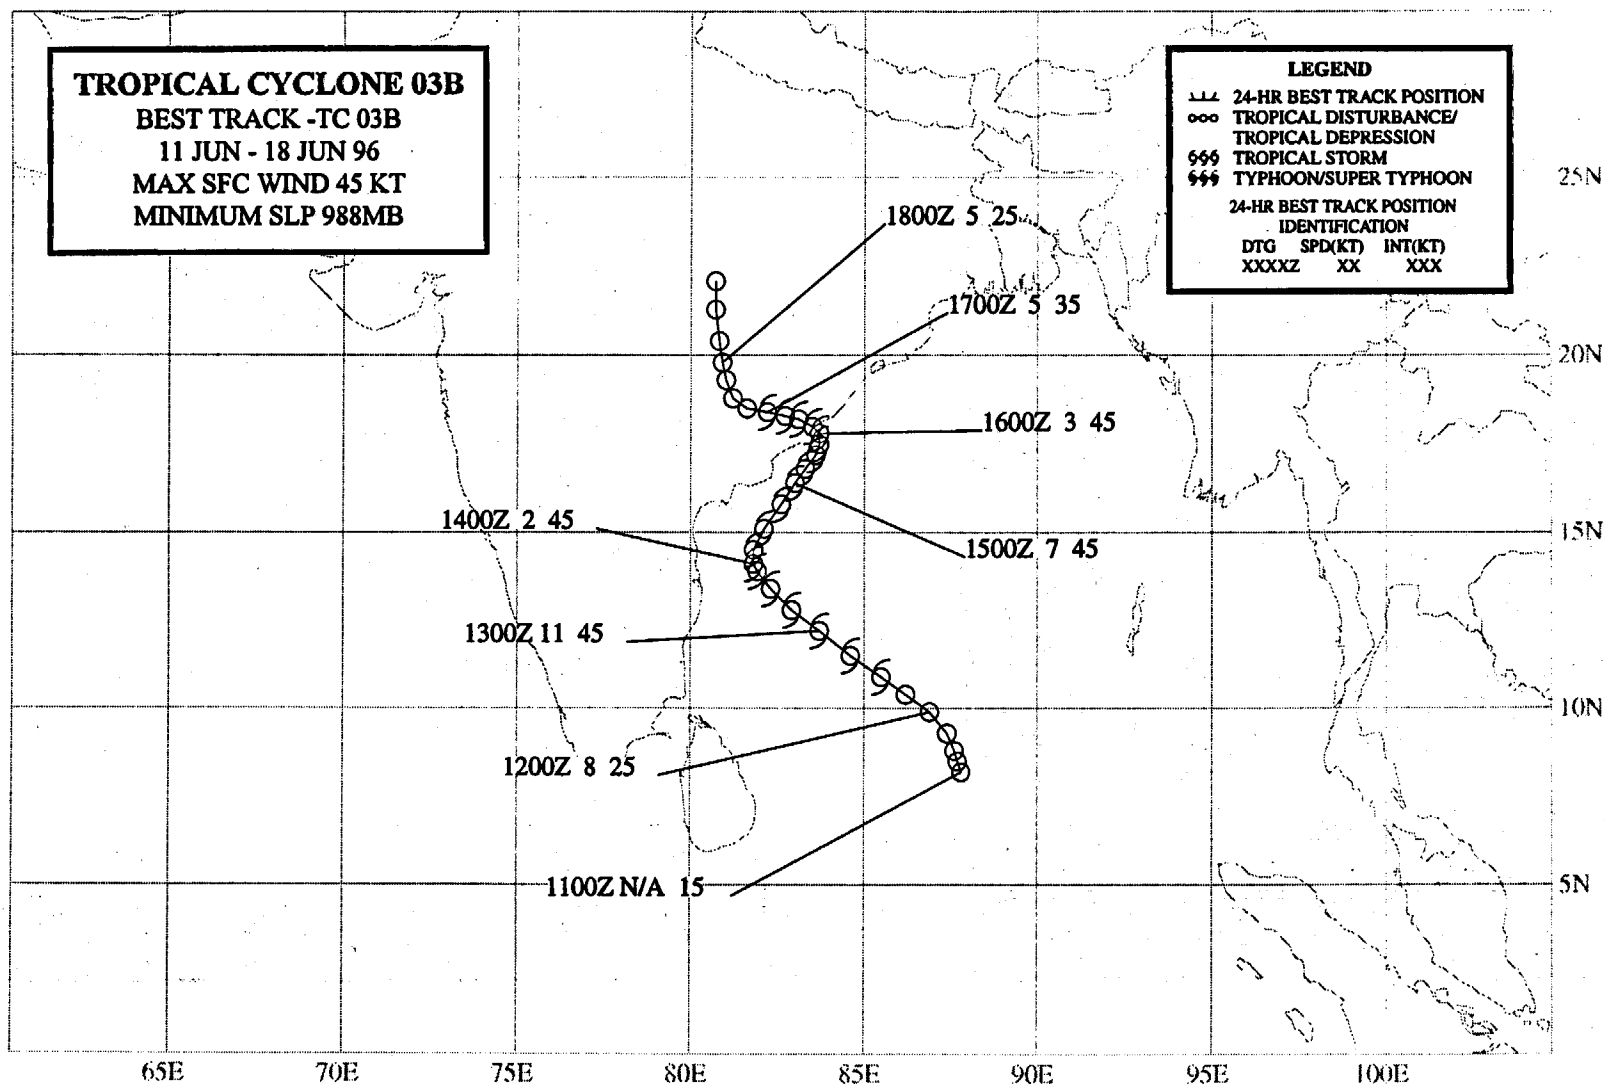 TROPICAL CYCLONE 03B
BEST TRACK -TC 03B
11 JUN - 18 JUN 96
MAX SFC WIND 45 KT
MINIMUM SLP 988MB
LEGEND
24-HR BEST TRACK POSITION
TROPICAL DISTURBANCE/
TROPICAL DEPRESSION
TROPICAL STORM
TYPHOON/SUPER TYPHOON
24-HR BEST TRACK POSITION
IDENTIFICATION
DTG SPD(KT) INT(KT)
XXXXZ XX XXX
25N
1800Z 5 25
1700Z 5 35
20N
1600Z 3 45
1400Z 2 45
15N
1500Z 7 45
1300Z 11 45
10N
1200Z 8 25
1100Z N/A 15
5N
65E 70E 75E 80E 85E 90E 95E 100E